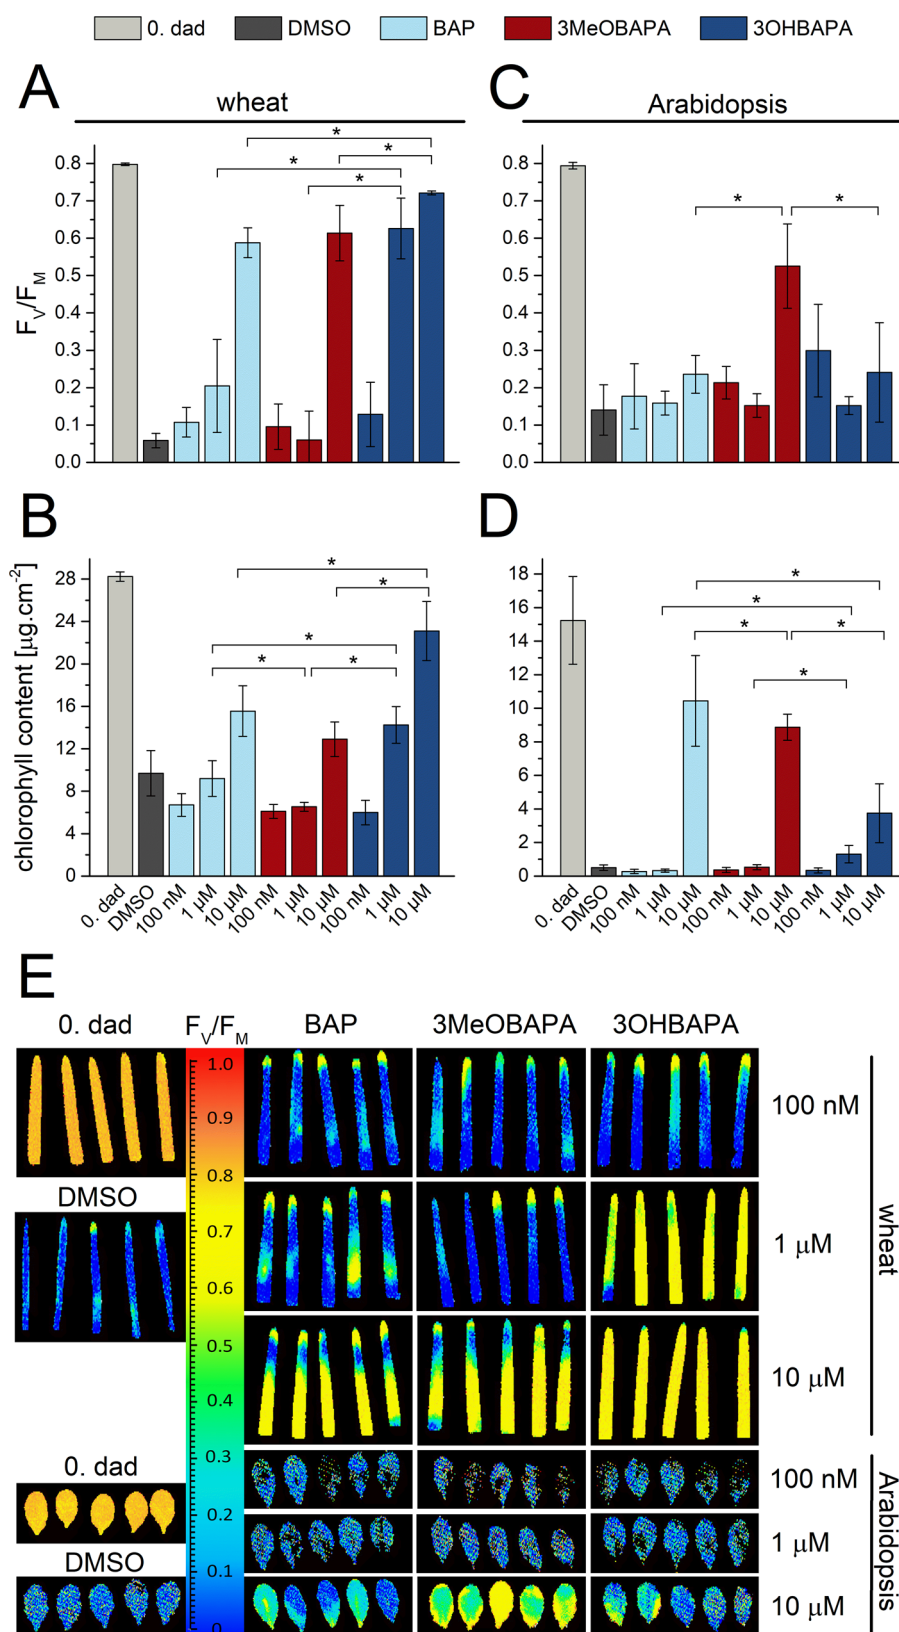 0. dad DMSO BAP 3MeOBAPA 3OHBAPA
A wheat
F_V/F_M
0.8
0.7
0.6
0.5
0.4
0.3
0.2
0.1
0.0
* * * *
C Arabidopsis
0.8
0.7
0.6
0.5
0.4
0.3
0.2
0.1
0.0
* *
B
chlorophyll content [µg.cm⁻²]
28
24
20
16
12
8
4
0
* * * * *
0. dad DMSO 100 nM 1 µM 10 µM 100 nM 1 µM 10 µM 100 nM 1 µM 10 µM
D
18
16
14
12
10
8
6
4
2
0
* * * * *
0. dad DMSO 100 nM 1 µM 10 µM 100 nM 1 µM 10 µM 100 nM 1 µM 10 µM
E
0. dad F_V/F_M BAP 3MeOBAPA 3OHBAPA
1.0
0.9
0.8
0.7
0.6
0.5
0.4
0.3
0.2
0.1
0
DMSO
100 nM
1 µM
10 µM
wheat
0. dad
DMSO
100 nM
1 µM
10 µM
Arabidopsis